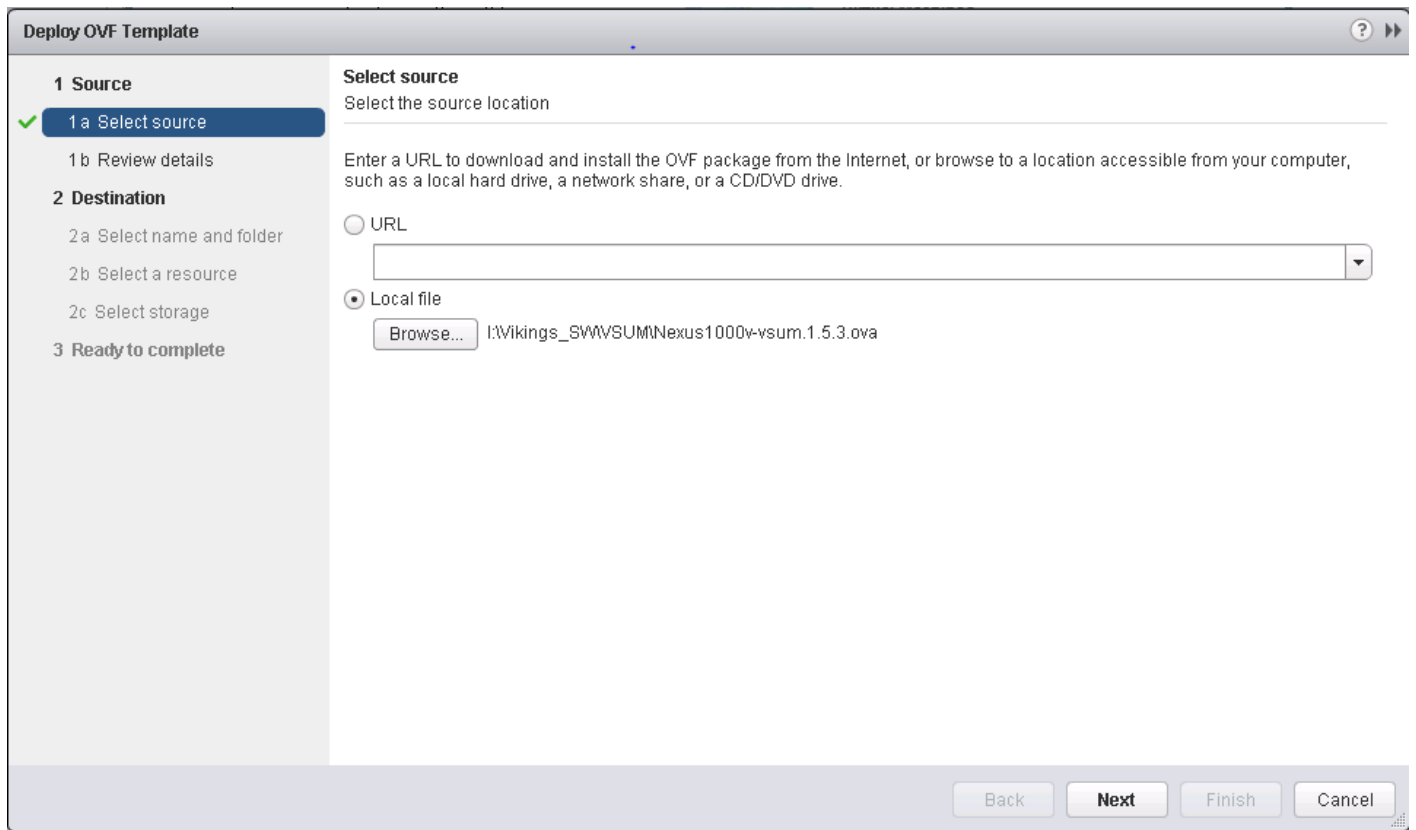 Deploy OVF Template
1 Source
1a Select source
1b Review details
2 Destination
2a Select name and folder
2b Select a resource
2c Select storage
3 Ready to complete
Select source
Select the source location
Enter a URL to download and install the OVF package from the Internet, or browse to a location accessible from your computer,
such as a local hard drive, a network share, or a CD/DVD drive.
URL
Local file
Browse... I:\Vikings_SW\VSUM\Nexus1000v-vsum.1.5.3.ova
Back Next Finish Cancel